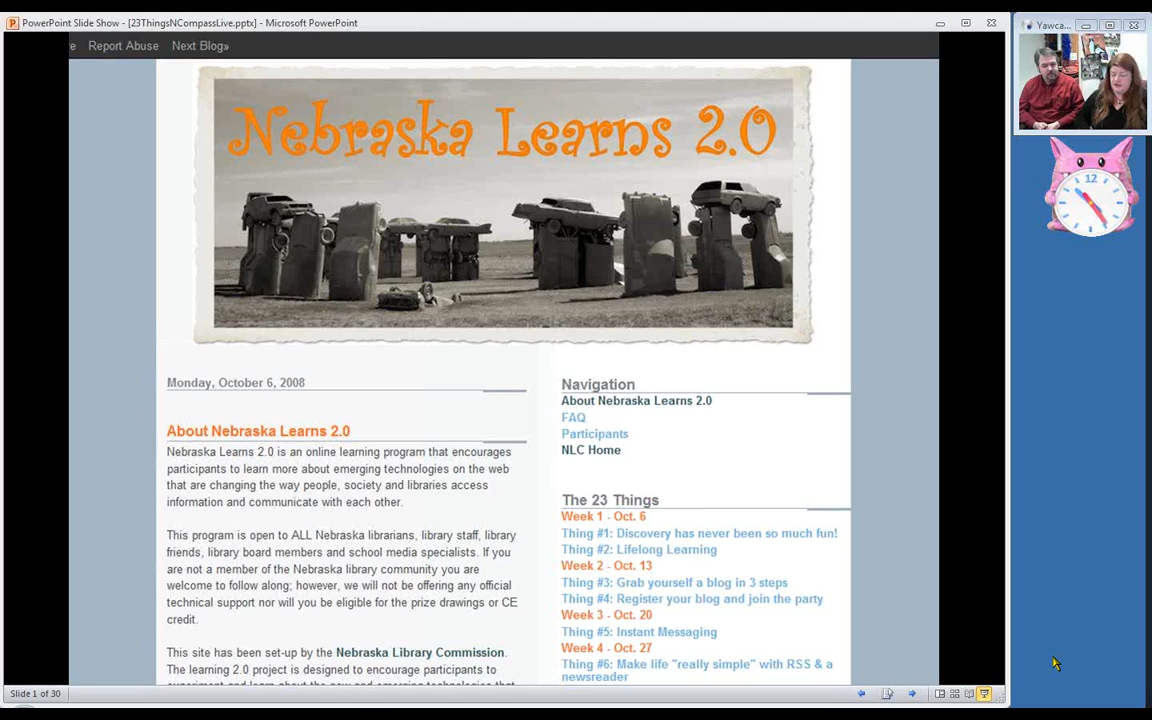 PowerPoint Slide Show - [23ThingsNCompassLive.pptx] - Microsoft PowerPoint
Yawca...
Report Abuse Next Blog»
Nebraska Learns 2.0
12
Monday, October 6, 2008
About Nebraska Learns 2.0
Nebraska Learns 2.0 is an online learning program that encourages
participants to learn more about emerging technologies on the web
that are changing the way people, society and libraries access
information and communicate with each other.
This program is open to ALL Nebraska librarians, library staff, library
friends, library board members and school media specialists. If you
are not a member of the Nebraska library community you are
welcome to follow along; however, we will not be offering any official
technical support nor will you be eligible for the prize drawings or CE
credit.
This site has been set-up by the Nebraska Library Commission.
The learning 2.0 project is designed to encourage participants to
Navigation
About Nebraska Learns 2.0
FAQ
Participants
NLC Home
The 23 Things
Week 1 - Oct. 6
Thing #1: Discovery has never been so much fun!
Thing #2: Lifelong Learning
Week 2 - Oct. 13
Thing #3: Grab yourself a blog in 3 steps
Thing #4: Register your blog and join the party
Week 3 - Oct. 20
Thing #5: Instant Messaging
Week 4 - Oct. 27
Thing #6: Make life "really simple" with RSS & a
newsreader
Slide 1 of 30